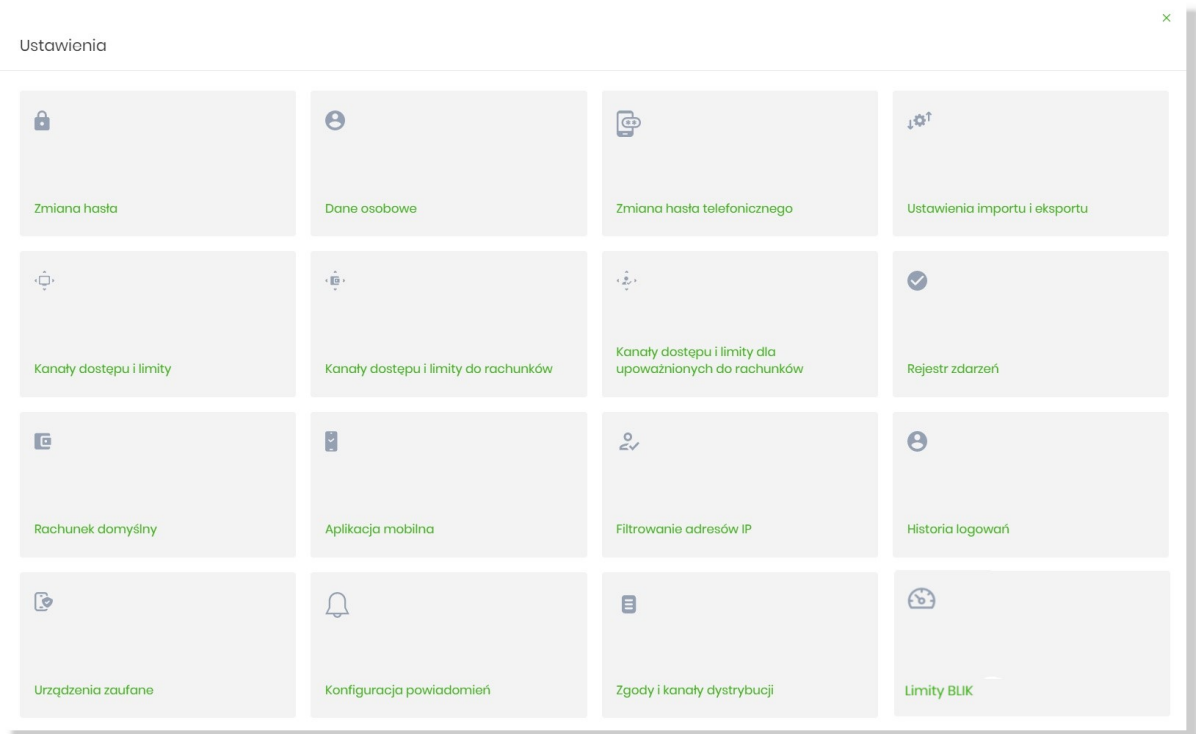 Ustawienia
Zmiana hasła
Dane osobowe
Zmiana hasła telefonicznego
Ustawienia importu i eksportu
Kanały dostępu i limity
Kanały dostępu i limity do rachunków
Kanały dostępu i limity dla
upoważnionych do rachunków
Rejestr zdarzeń
Rachunek domyślny
Aplikacja mobilna
Filtrowanie adresów IP
Historia logowań
Urządzenia zaufane
Konfiguracja powiadomień
Zgody i kanały dystrybucji
Limity BLIK